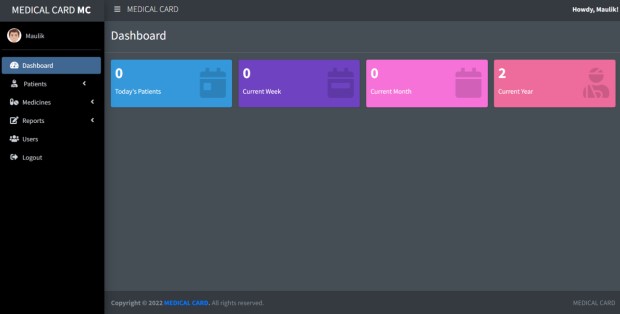 MEDICAL CARD MC
MEDICAL CARD
Howdy, Maulik!
Maulik
Dashboard
Patients
Medicines
Reports
Users
Logout
Dashboard
0
Today's Patients
0
Current Week
0
Current Month
2
Current Year
Copyright © 2022 MEDICAL CARD. All rights reserved.
MEDICAL CARD